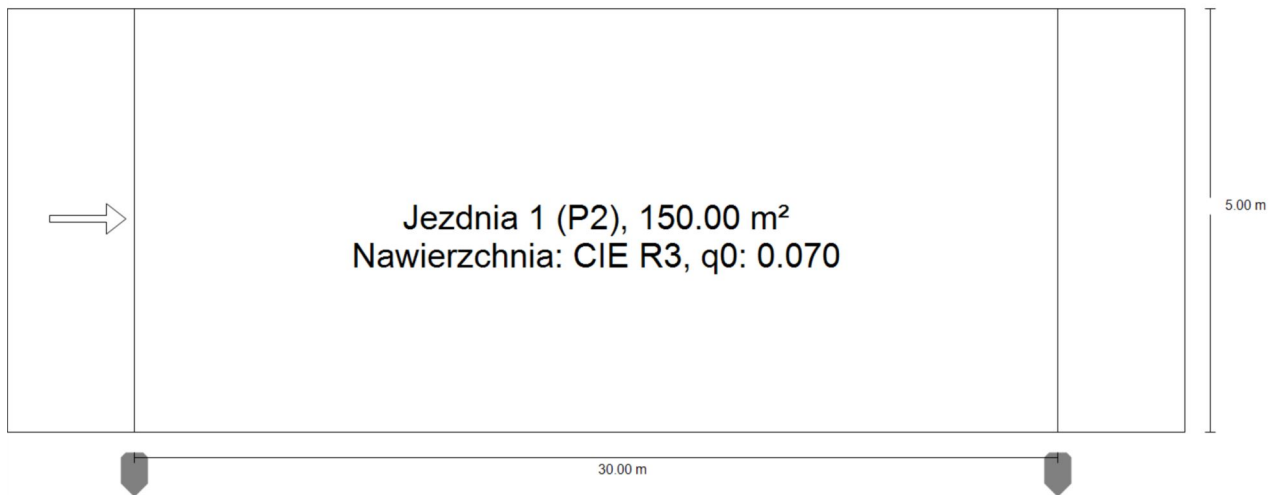 Jezdnia 1 (P2), 150.00 m²
Nawierzchnia: CIE R3, q0: 0.070
5.00 m
30.00 m